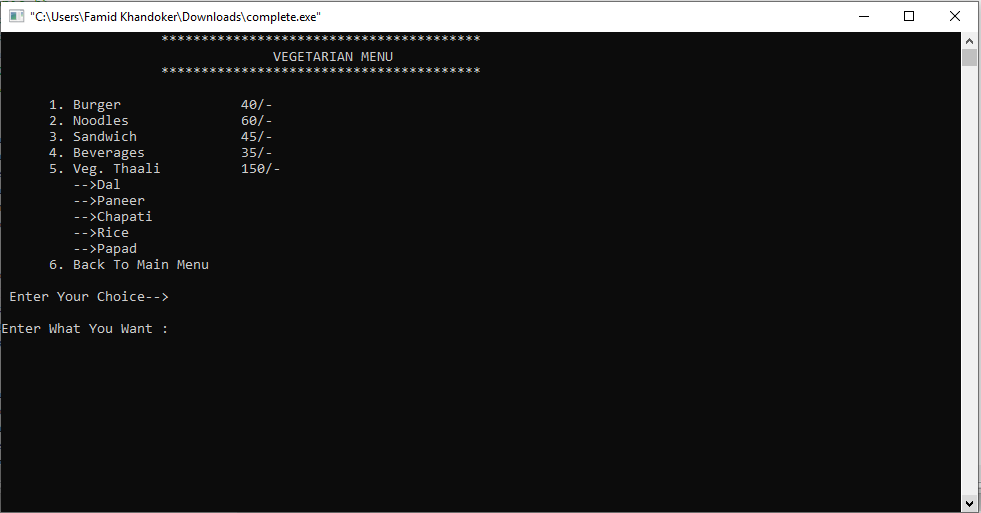 "C:\Users\Famid Khandoker\Downloads\complete.exe"
****************************************
VEGETARIAN MENU
****************************************
1. Burger 40/-
2. Noodles 60/-
3. Sandwich 45/-
4. Beverages 35/-
5. Veg. Thaali 150/-
-->Dal
-->Paneer
-->Chapati
-->Rice
-->Papad
6. Back To Main Menu
Enter Your Choice-->
Enter What You Want :